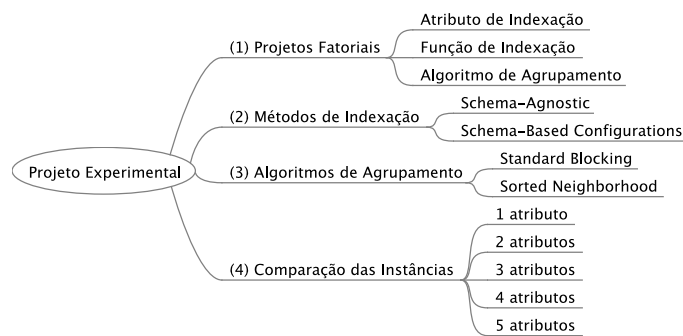 Projeto Experimental
(1) Projetos Fatoriais
Atributo de Indexação
Função de Indexação
Algoritmo de Agrupamento
(2) Métodos de Indexação
Schema-Agnostic
Schema-Based Configurations
(3) Algoritmos de Agrupamento
Standard Blocking
Sorted Neighborhood
(4) Comparação das Instâncias
1 atributo
2 atributos
3 atributos
4 atributos
5 atributos